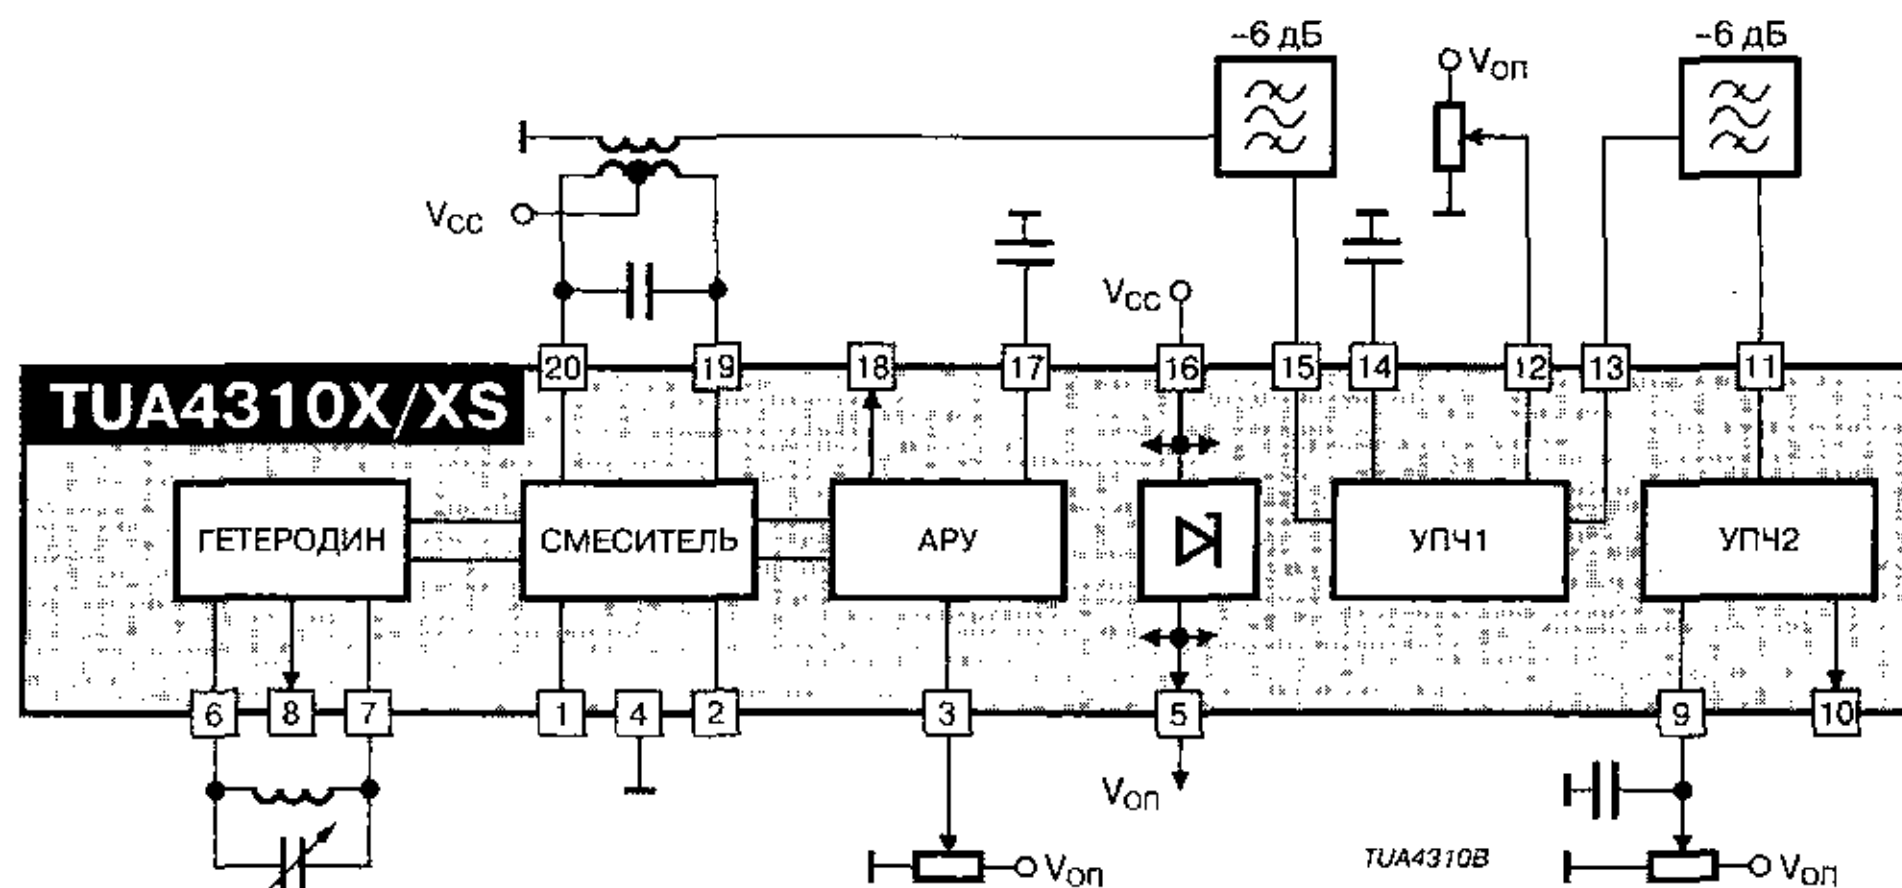 –6 дБ
VОП
–6 дБ
VCC
VCC
20
19
18
17
16
15
14
12
13
11
TUA4310X/XS
ГЕТЕРОДИН
СМЕСИТЕЛЬ
АРУ
УПЧ1
УПЧ2
6
8
7
1
4
2
3
5
9
10
VОП
TUA4310B
VОП
VОП